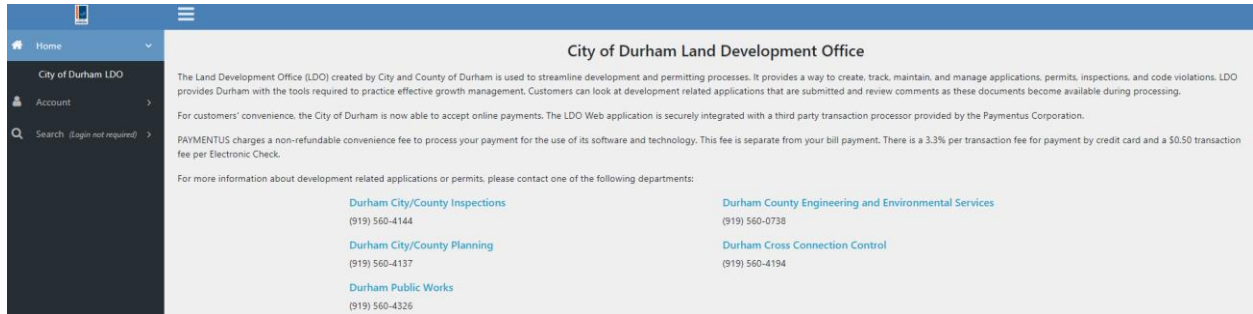 Home
City of Durham LDO
Account
Search (Login not required)
City of Durham Land Development Office
The Land Development Office (LDO) created by City and County of Durham is used to streamline development and permitting processes. It provides a way to create, track, maintain, and manage applications, permits, inspections, and code violations. LDO
provides Durham with the tools required to practice effective growth management. Customers can look at development related applications that are submitted and review comments as these documents become available during processing.
For customers' convenience, the City of Durham is now able to accept online payments. The LDO Web application is securely integrated with a third party transaction processor provided by the Paymentus Corporation.
PAYMENTUS charges a non-refundable convenience fee to process your payment for the use of its software and technology. This fee is separate from your bill payment. There is a 3.3% per transaction fee for payment by credit card and a $0.50 transaction
fee per Electronic Check.
For more information about development related applications or permits, please contact one of the following departments:
Durham City/County Inspections
(919) 560-4144
Durham City/County Planning
(919) 560-4137
Durham Public Works
(919) 560-4326
Durham County Engineering and Environmental Services
(919) 560-0738
Durham Cross Connection Control
(919) 560-4194